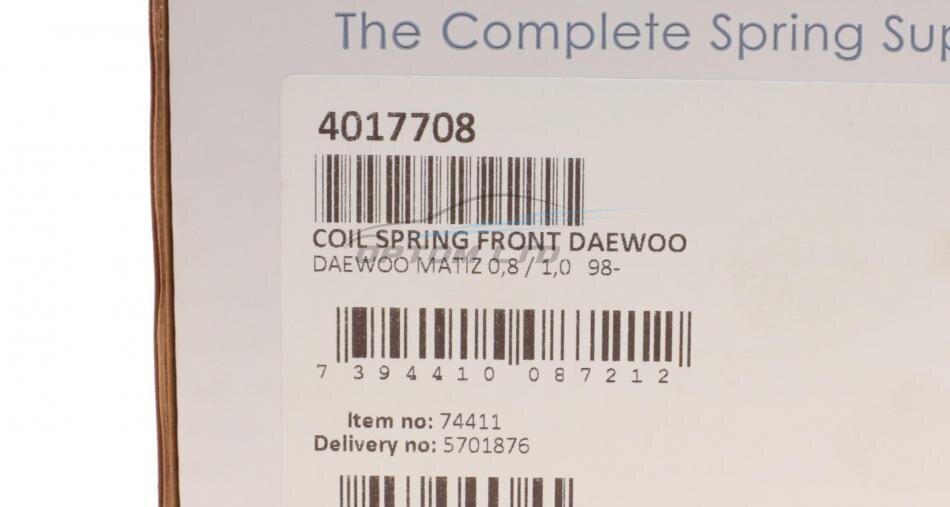 The Complete Spring
4017708
COIL SPRING FRONT DAEWOO
DAEWOO MATIZ 0,8 / 1,0 98-
7 394410 087212
Item no: 74411
Delivery no: 5701876